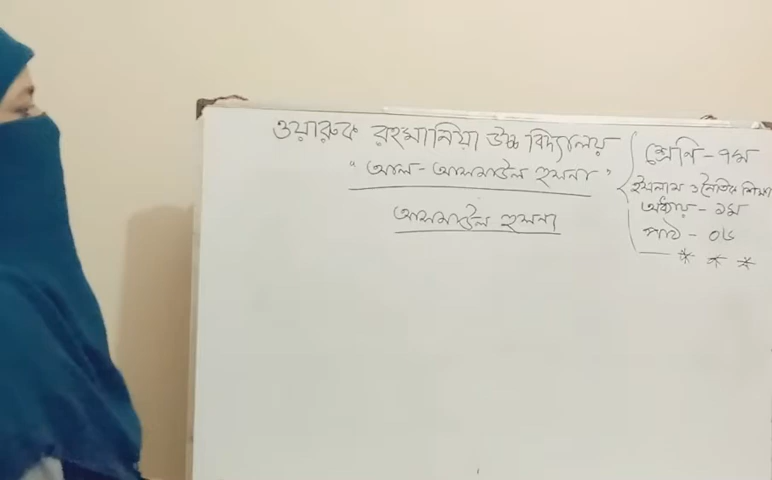 ওয়ারুক রহমানিয়া উচ্চ বিদ্যালয়
"আল-আসমাউল হুসনা"
আসমাউল হুসনা
শ্রেণি-৭ম
ইসলাম ও নৈতিক শিক্ষা
অধ্যায়-১ম
পাঠ-০৬
* * *